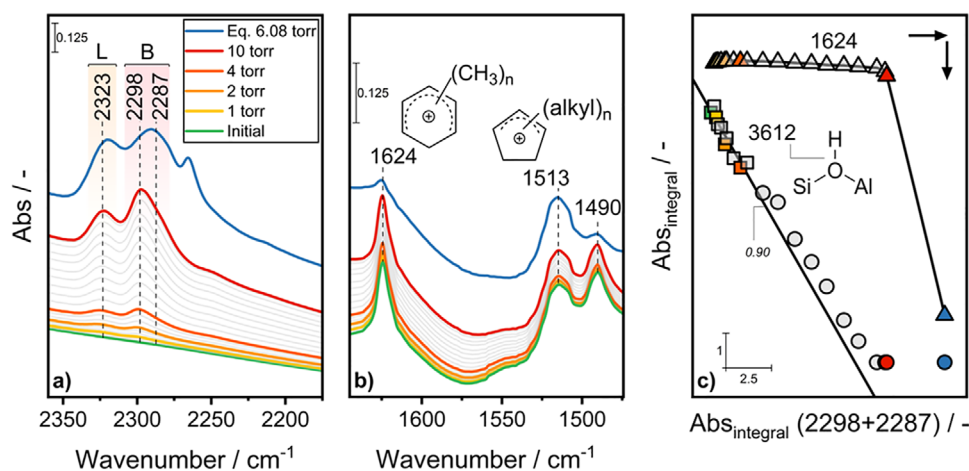 0.125
L B
2323
2298
2287
Eq. 6.08 torr
10 torr
4 torr
2 torr
1 torr
Initial
Abs / -
a)
2350 2300 2250 2200
Wavenumber / cm⁻¹
0.125
(CH₃)ₙ
(alkyl)ₙ
1624
1513
1490
b)
1600 1550 1500
Wavenumber / cm⁻¹
1624
3612
H
O
Si Al
0.90
1
2.5
c)
Abs_integral / -
Abs_integral (2298+2287) / -